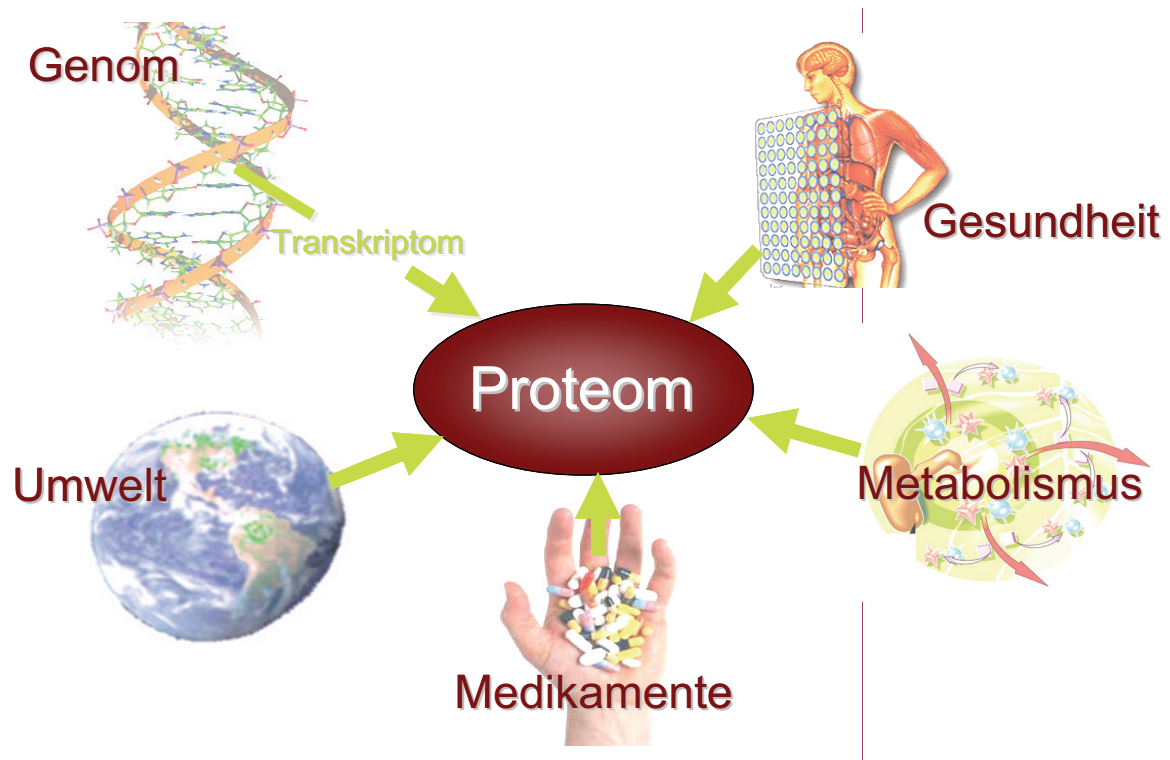 Genom
Gesundheit
Transkriptom
Proteom
Umwelt
Metabolismus
Medikamente